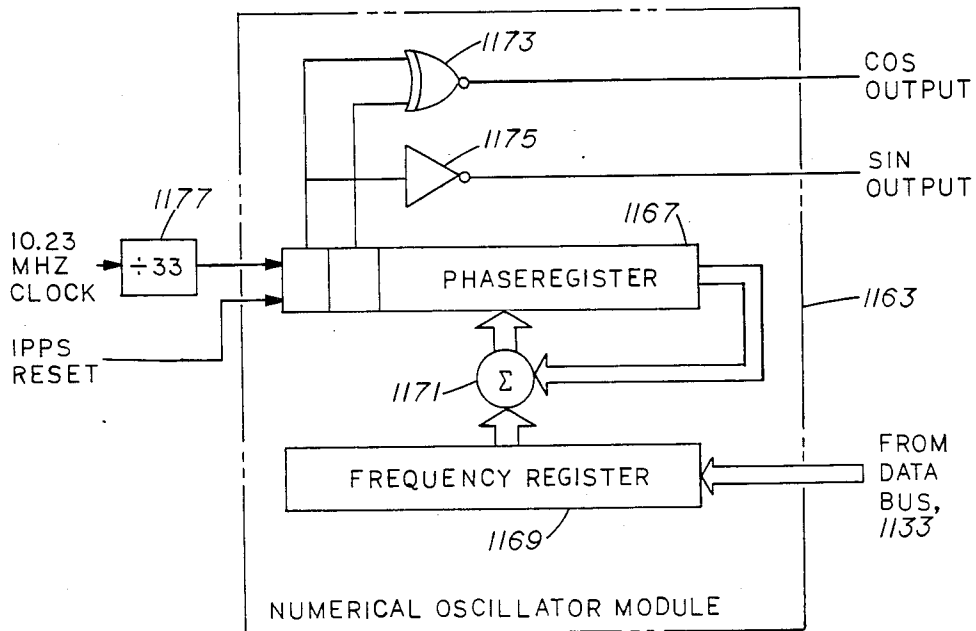 1173
COS
OUTPUT
1175
SIN
OUTPUT
1177
1167
10.23
MHZ
CLOCK
÷33
PHASEREGISTER
1163
1PPS
RESET
1171
Σ
FREQUENCY REGISTER
FROM
DATA
BUS,
1133
1169
NUMERICAL OSCILLATOR MODULE